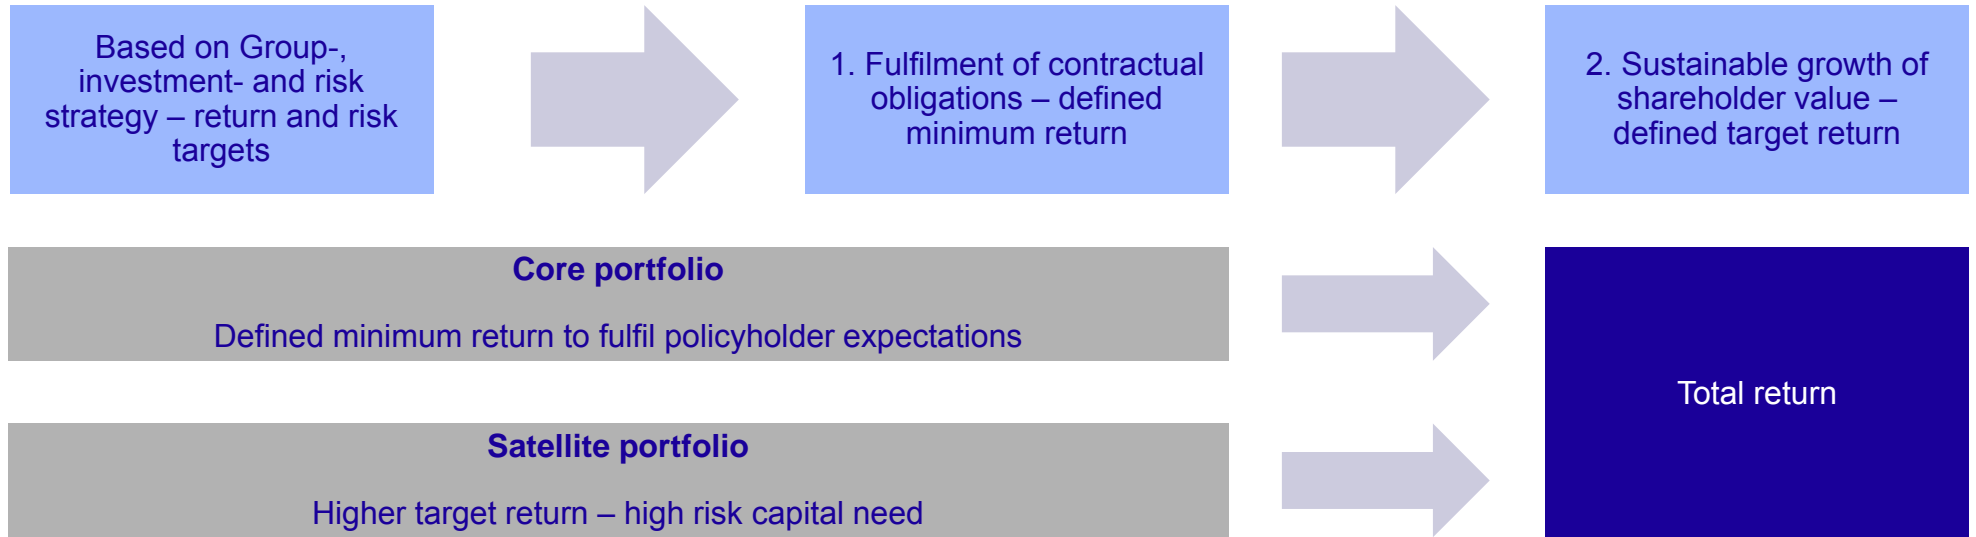 Based on Group-,
investment- and risk
strategy – return and risk
targets
1. Fulfilment of contractual
obligations – defined
minimum return
2. Sustainable growth of
shareholder value –
defined target return
Core portfolio
Defined minimum return to fulfil policyholder expectations
Satellite portfolio
Higher target return – high risk capital need
Total return